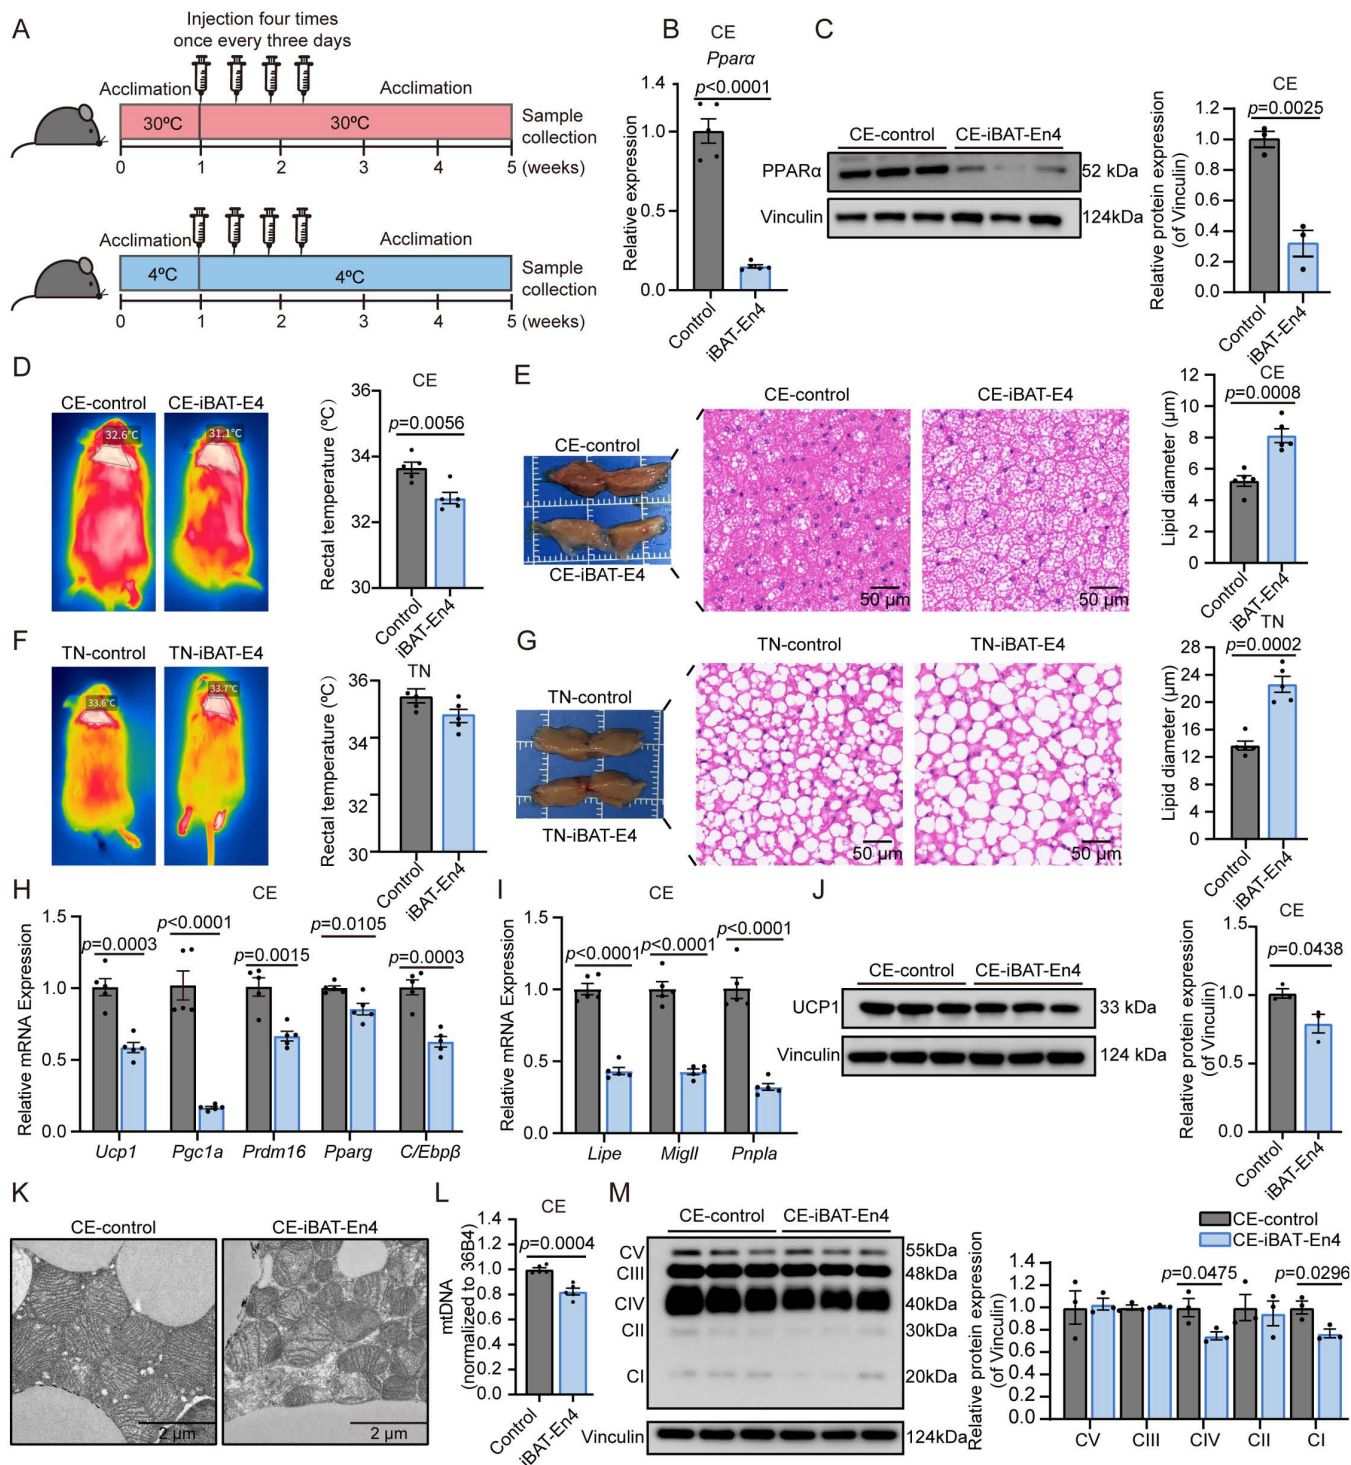 A
Injection four times
once every three days
Acclimation
Acclimation
30ºC
30ºC
Sample
collection
0 1 2 3 4 5 (weeks)
Acclimation
Acclimation
4ºC
4ºC
Sample
collection
0 1 2 3 4 5 (weeks)
B
CE
Pparα
p<0.0001
Relative expression
1.4
1.0
0.5
0.0
Control
iBAT-En4
C
CE-control CE-iBAT-En4
PPARα
52 kDa
Vinculin
124kDa
CE
p=0.0025
Relative protein expression
(of Vinculin)
1.2
1.0
0.8
0.6
0.4
0.2
0.0
Control
iBAT-En4
D
CE-control CE-iBAT-E4
32.6°C
31.1°C
CE
p=0.0056
Rectal temperature (ºC)
36
34
32
30
Control
iBAT-En4
E
CE-control
CE-iBAT-E4
CE-control
CE-iBAT-E4
50 µm
50 µm
CE
p=0.0008
Lipid diameter (µm)
12
10
8
6
4
2
0
Control
iBAT-En4
F
TN-control TN-iBAT-E4
33.6°C
33.7°C
TN
Rectal temperature (ºC)
36
34
32
30
Control
iBAT-En4
G
TN-control
TN-iBAT-E4
TN-control
TN-iBAT-E4
50 µm
50 µm
TN
p=0.0002
Lipid diameter (µm)
28
24
20
16
12
8
4
0
Control
iBAT-En4
H
CE
Relative mRNA Expression
1.5
1.0
0.5
0.0
p=0.0003
p<0.0001
p=0.0015
p=0.0105
p=0.0003
Ucp1 Pgc1a Prdm16 Pparg C/Ebpβ
I
CE
Relative mRNA Expression
1.5
1.0
0.5
0.0
p<0.0001
p<0.0001
p<0.0001
Lipe Migll Pnpla
J
CE-control CE-iBAT-En4
UCP1
33 kDa
Vinculin
124 kDa
CE
p=0.0438
Relative protein expression
(of Vinculin)
1.5
1.0
0.5
0.0
Control
iBAT-En4
K
CE-control
CE-iBAT-En4
2 µm
2 µm
L
CE
p=0.0004
mtDNA
(normalized to 36B4)
1.4
1.2
1.0
0.8
0.6
0.4
0.2
0.0
Control
iBAT-En4
M
CE-control CE-iBAT-En4
CV
55kDa
CIII
48kDa
CIV
40kDa
CII
30kDa
CI
20kDa
Vinculin
124kDa
CE-control
CE-iBAT-En4
Relative protein expression
(of Vinculin)
1.4
1.2
1.0
0.8
0.6
0.4
0.2
0.0
p=0.0475
p=0.0296
CV CIII CIV CII CI